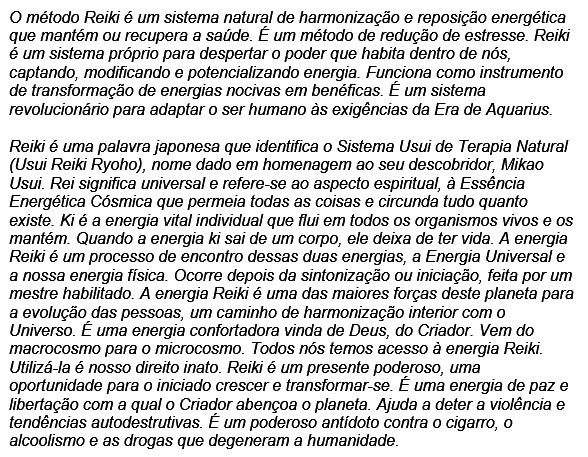 O método Reiki é um sistema natural de harmonização e reposição energética
que mantém ou recupera a saúde. É um método de redução de estresse. Reiki
é um sistema próprio para despertar o poder que habita dentro de nós,
captando, modificando e potencializando energia. Funciona como instrumento
de transformação de energias nocivas em benéficas. É um sistema
revolucionário para adaptar o ser humano às exigências da Era de Aquarius.

Reiki é uma palavra japonesa que identifica o Sistema Usui de Terapia Natural
(Usui Reiki Ryoho), nome dado em homenagem ao seu descobridor, Mikao
Usui. Rei significa universal e refere-se ao aspecto espiritual, à Essência
Energética Cósmica que permeia todas as coisas e circunda tudo quanto
existe. Ki é a energia vital individual que flui em todos os organismos vivos e os
mantém. Quando a energia ki sai de um corpo, ele deixa de ter vida. A energia
Reiki é um processo de encontro dessas duas energias, a Energia Universal e
a nossa energia física. Ocorre depois da sintonização ou iniciação, feita por um
mestre habilitado. A energia Reiki é uma das maiores forças deste planeta para
a evolução das pessoas, um caminho de harmonização interior com o
Universo. É uma energia confortadora vinda de Deus, do Criador. Vem do
macrocosmo para o microcosmo. Todos nós temos acesso à energia Reiki.
Utilizá-la é nosso direito inato. Reiki é um presente poderoso, uma
oportunidade para o iniciado crescer e transformar-se. É uma energia de paz e
libertação com a qual o Criador abençoa o planeta. Ajuda a deter a violência e
tendências autodestrutivas. É um poderoso antídoto contra o cigarro, o
alcoolismo e as drogas que degeneram a humanidade.